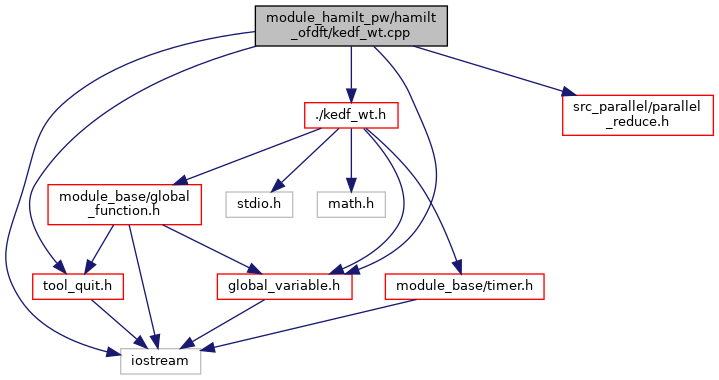 module_hamilt_pw/hamilt
_ofdft/kedf_wt.cpp
./kedf_wt.h
src_parallel/parallel
_reduce.h
module_base/global
_function.h
stdio.h
math.h
tool_quit.h
global_variable.h
module_base/timer.h
iostream